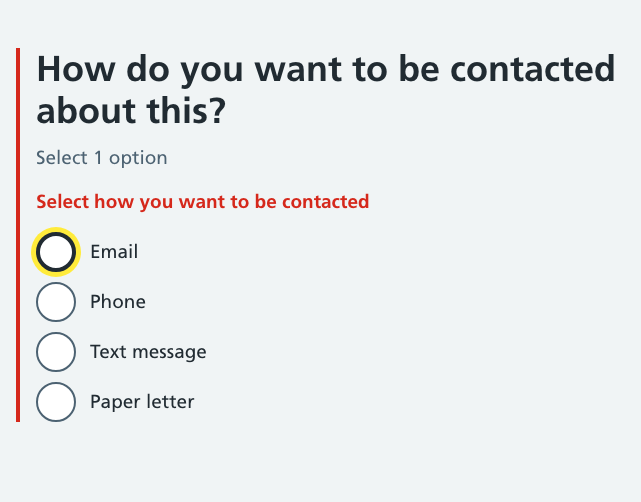 How do you want to be contacted
about this?
Select 1 option
Select how you want to be contacted
Email
Phone
Text message
Paper letter